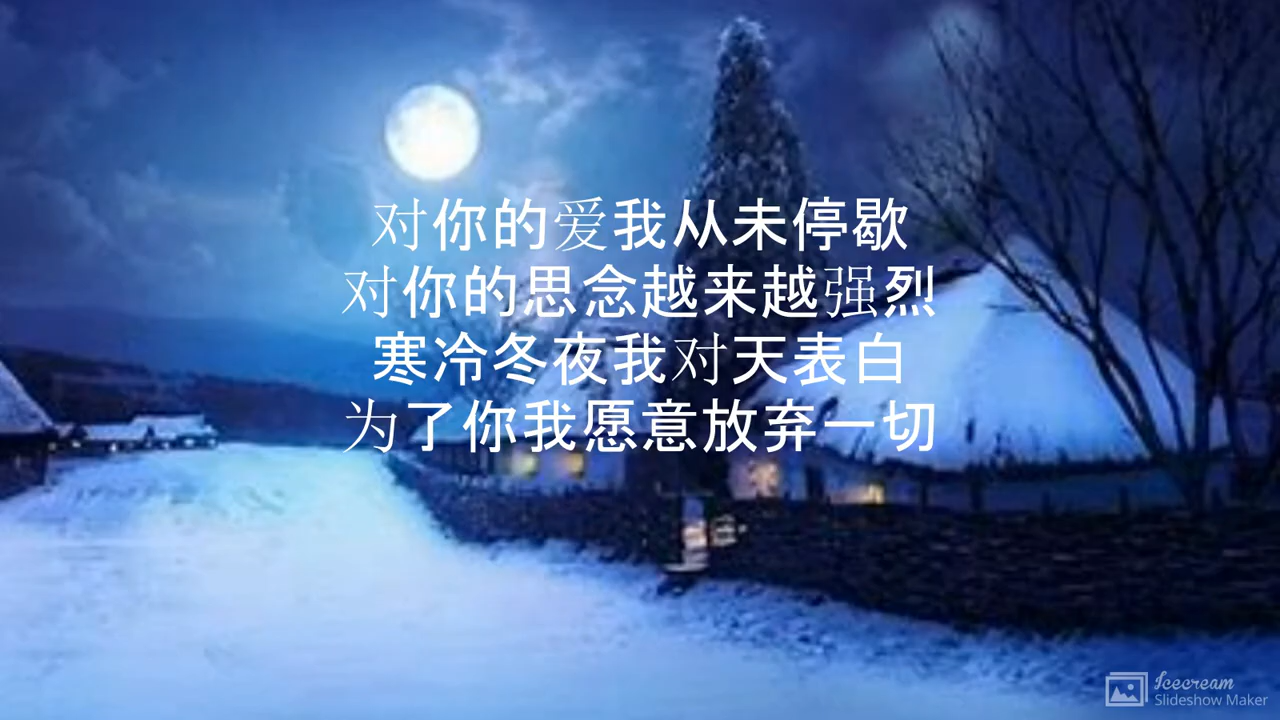 对你的爱我从未停歇
对你的思念越来越强烈
寒冷冬夜我对天表白
为了你我愿意放弃一切
Icecream
Slideshow Maker